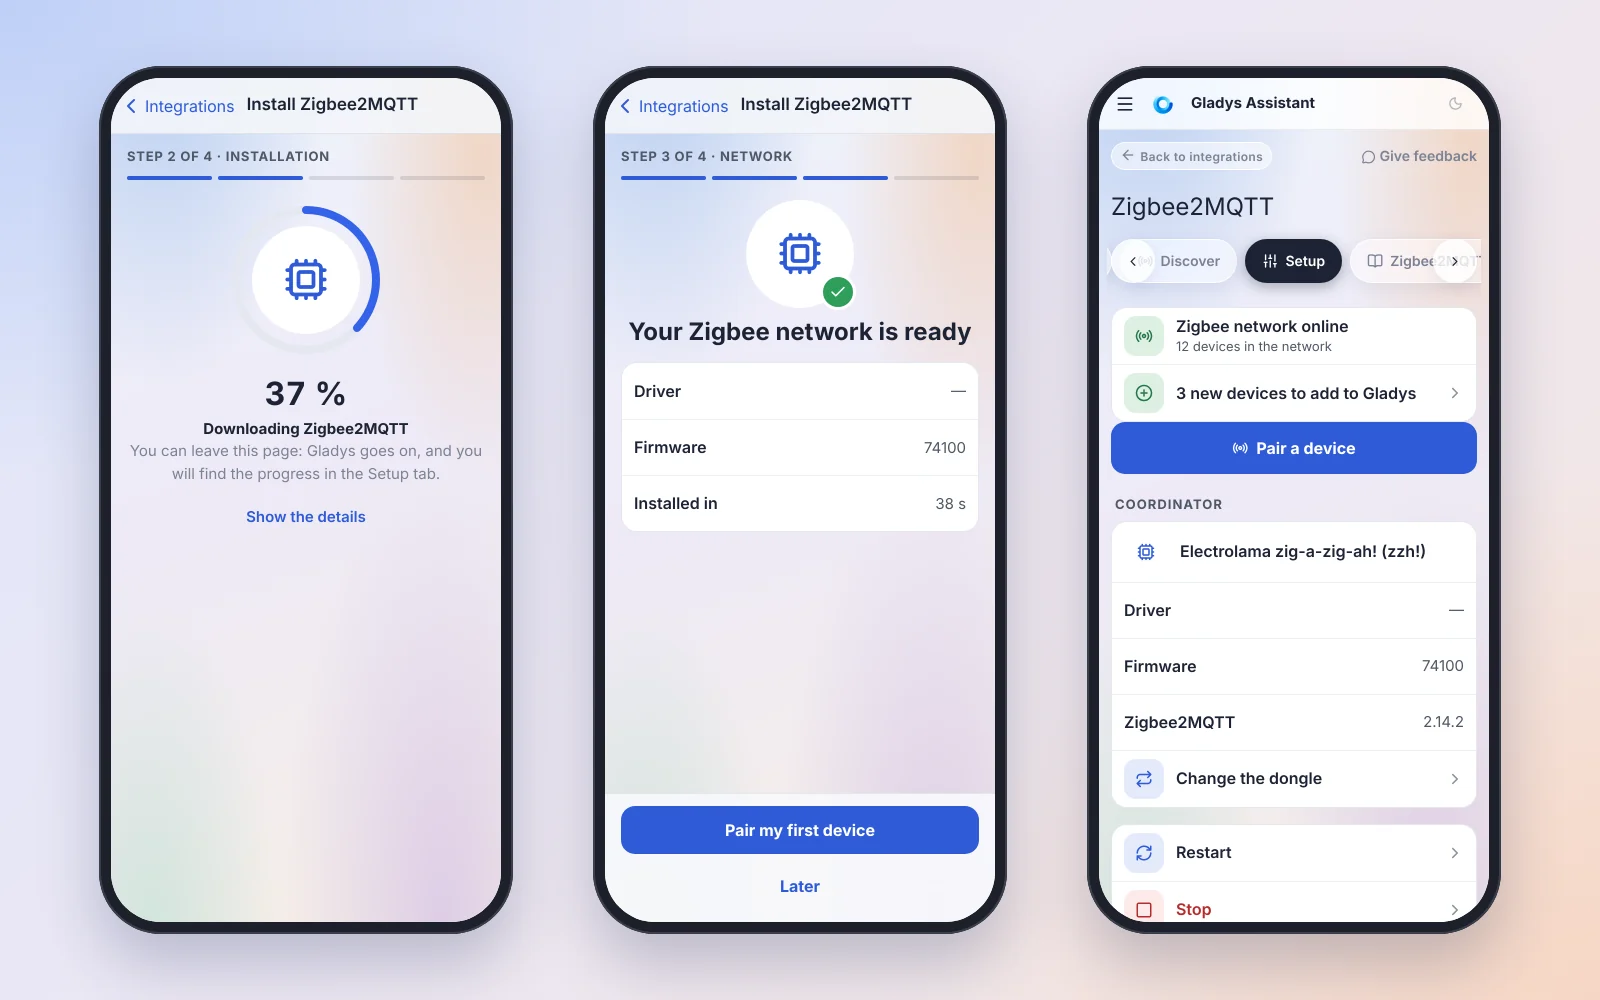 Integrations Install Zigbee2MQTT
STEP 2 OF 4 · INSTALLATION
37 %
Downloading Zigbee2MQTT
You can leave this page: Gladys goes on, and you
will find the progress in the Setup tab.
Show the details
Integrations Install Zigbee2MQTT
STEP 3 OF 4 · NETWORK
Your Zigbee network is ready
Driver —
Firmware 74100
Installed in 38 s
Pair my first device
Later
Gladys Assistant
Back to integrations
Give feedback
Zigbee2MQTT
Discover
Setup
Zigbee2MQTT
Zigbee network online
12 devices in the network
3 new devices to add to Gladys
Pair a device
COORDINATOR
Electrolama zig-a-zig-ah! (zzh!)
Driver —
Firmware 74100
Zigbee2MQTT 2.14.2
Change the dongle
Restart
Stop